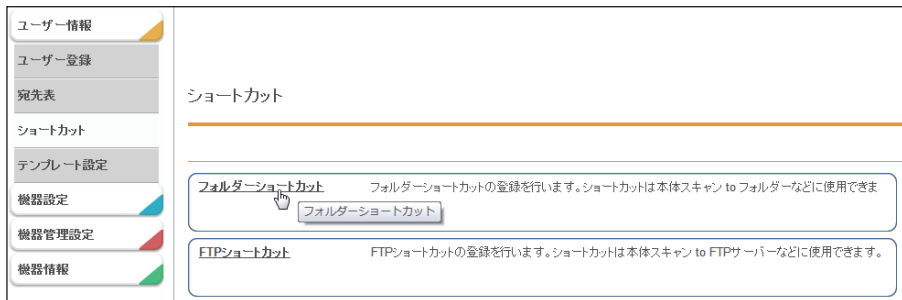 ユーザー情報
ユーザー登録
宛先表
ショートカット
テンプレート設定
機器設定
機器管理設定
機器情報
ショートカット
フォルダーショートカット フォルダーショートカットの登録を行います。ショートカットは本体スキャン to フォルダーなどに使用できま
フォルダーショートカット
FTPショートカット FTPショートカットの登録を行います。ショートカットは本体スキャン to FTPサーバーなどに使用できます。